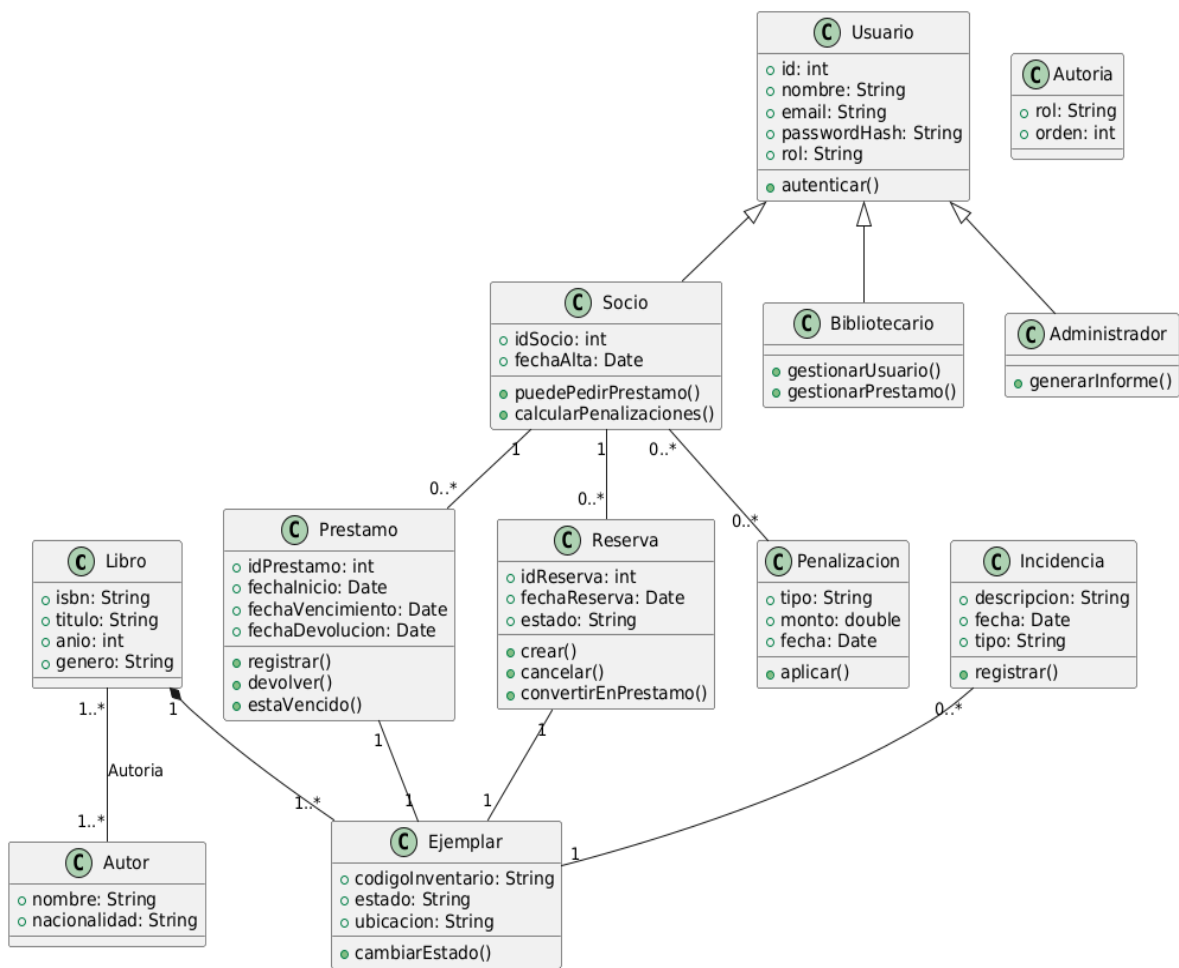 C Usuario
id: int
nombre: String
email: String
passwordHash: String
rol: String
autenticar()
C Autoria
rol: String
orden: int
C Socio
idSocio: int
fechaAlta: Date
puedePedirPrestamo()
calcularPenalizaciones()
C Bibliotecario
gestionarUsuario()
gestionarPrestamo()
C Administrador
generarInforme()
1
1
0..*
0..*
0..*
0..*
C Libro
isbn: String
titulo: String
anio: int
genero: String
C Prestamo
idPrestamo: int
fechaInicio: Date
fechaVencimiento: Date
fechaDevolucion: Date
registrar()
devolver()
estaVencido()
C Reserva
idReserva: int
fechaReserva: Date
estado: String
crear()
cancelar()
convertirEnPrestamo()
C Penalizacion
tipo: String
monto: double
fecha: Date
aplicar()
C Incidencia
descripcion: String
fecha: Date
tipo: String
registrar()
1..*
1
1
1
0..*
Autoria
1..*
1..*
1
1
1
C Autor
nombre: String
nacionalidad: String
C Ejemplar
codigoInventario: String
estado: String
ubicacion: String
cambiarEstado()